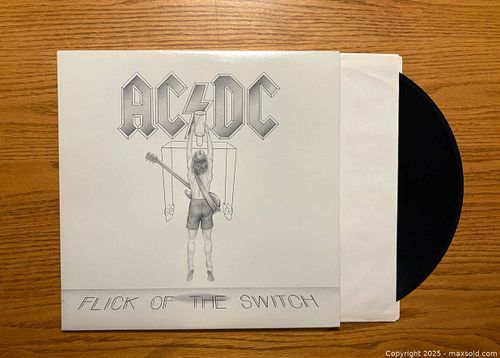 AC⚡DC
FLICK OF THE SWITCH
Copyright 2025 - maxsold.com